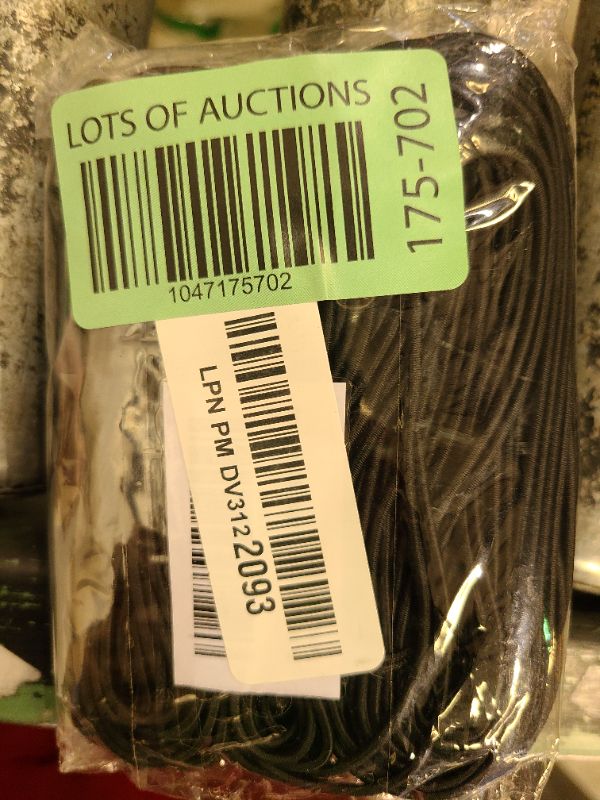 LOTS OF AUCTIONS
175-702
1047175702
LPN PM DV3122093